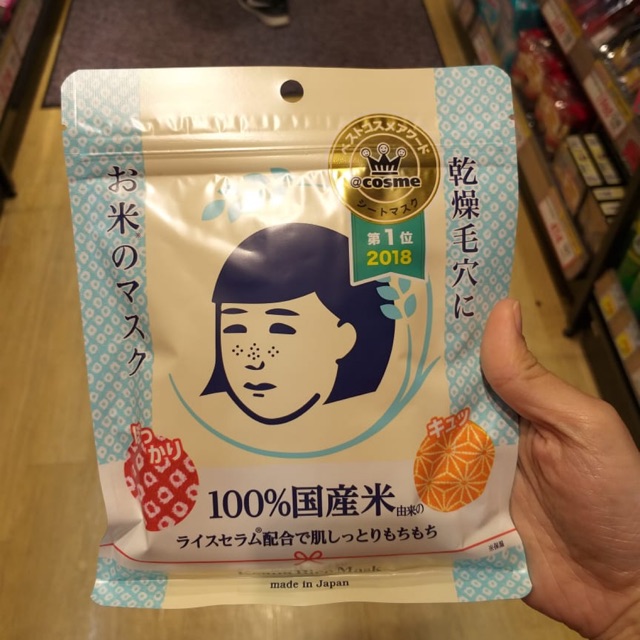 ベストコスメアワード
@cosme
シートマスク
第1位
2018
乾燥毛穴に
お米のマスク
キュッ
100%国産米由来の
ライスセラム®配合で肌しっとりもちもち
made in Japan